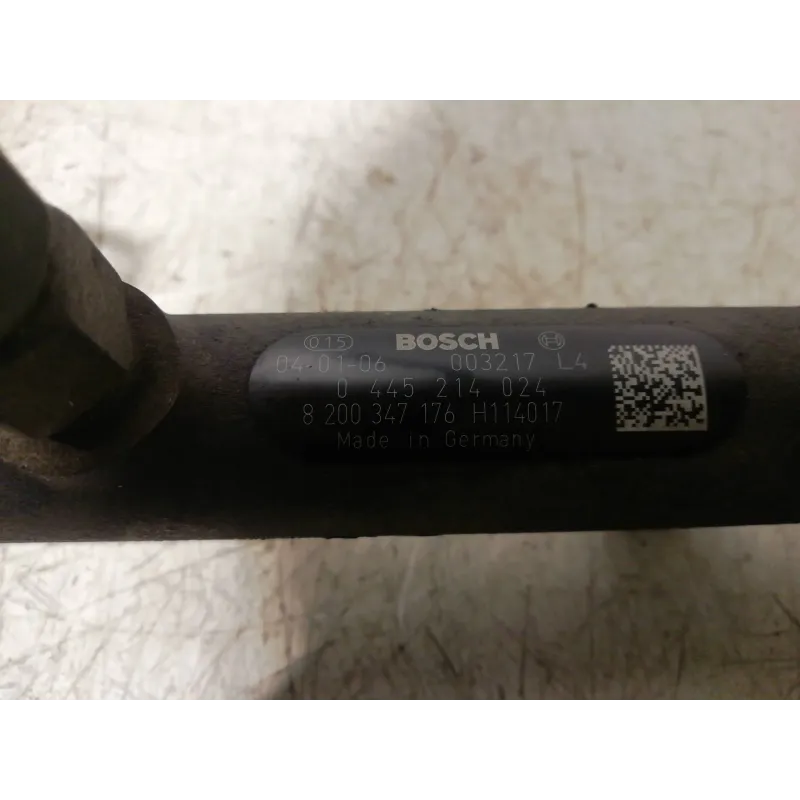 015 BOSCH
04-01-06 003217 L4
0 445 214 024
8 200 347 176 H114017
Made in Germany